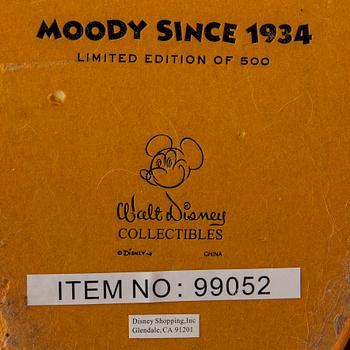 MOODY SINCE 1934
LIMITED EDITION OF 500
Walt Disney
COLLECTIBLES
© DISNEY
CHINA
ITEM NO: 99052
Disney Shopping, Inc
Glendale, CA 91201